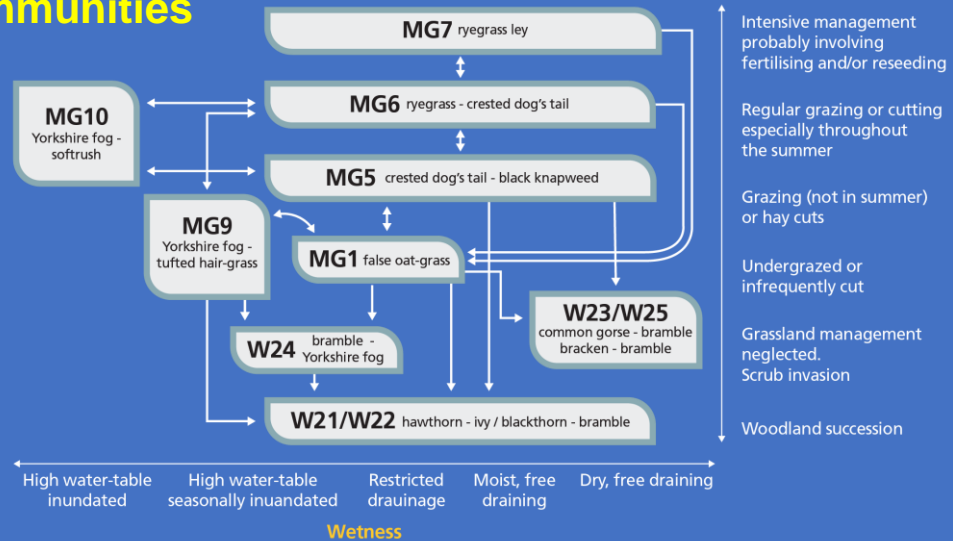 mmunities
MG7 ryegrass ley
MG6 ryegrass - crested dog's tail
MG10
Yorkshire fog -
softrush
MG5 crested dog's tail - black knapweed
MG9
Yorkshire fog -
tufted hair-grass
MG1 false oat-grass
W23/W25
common gorse - bramble
bracken - bramble
W24 bramble -
Yorkshire fog
W21/W22 hawthorn - ivy / blackthorn - bramble
Intensive management
probably involving
fertilising and/or reseeding
Regular grazing or cutting
especially throughout
the summer
Grazing (not in summer)
or hay cuts
Undergrazed or
infrequently cut
Grassland management
neglected.
Scrub invasion
Woodland succession
High water-table
inundated
High water-table
seasonally inuandated
Restricted
drauinage
Moist, free
draining
Dry, free draining
Wetness